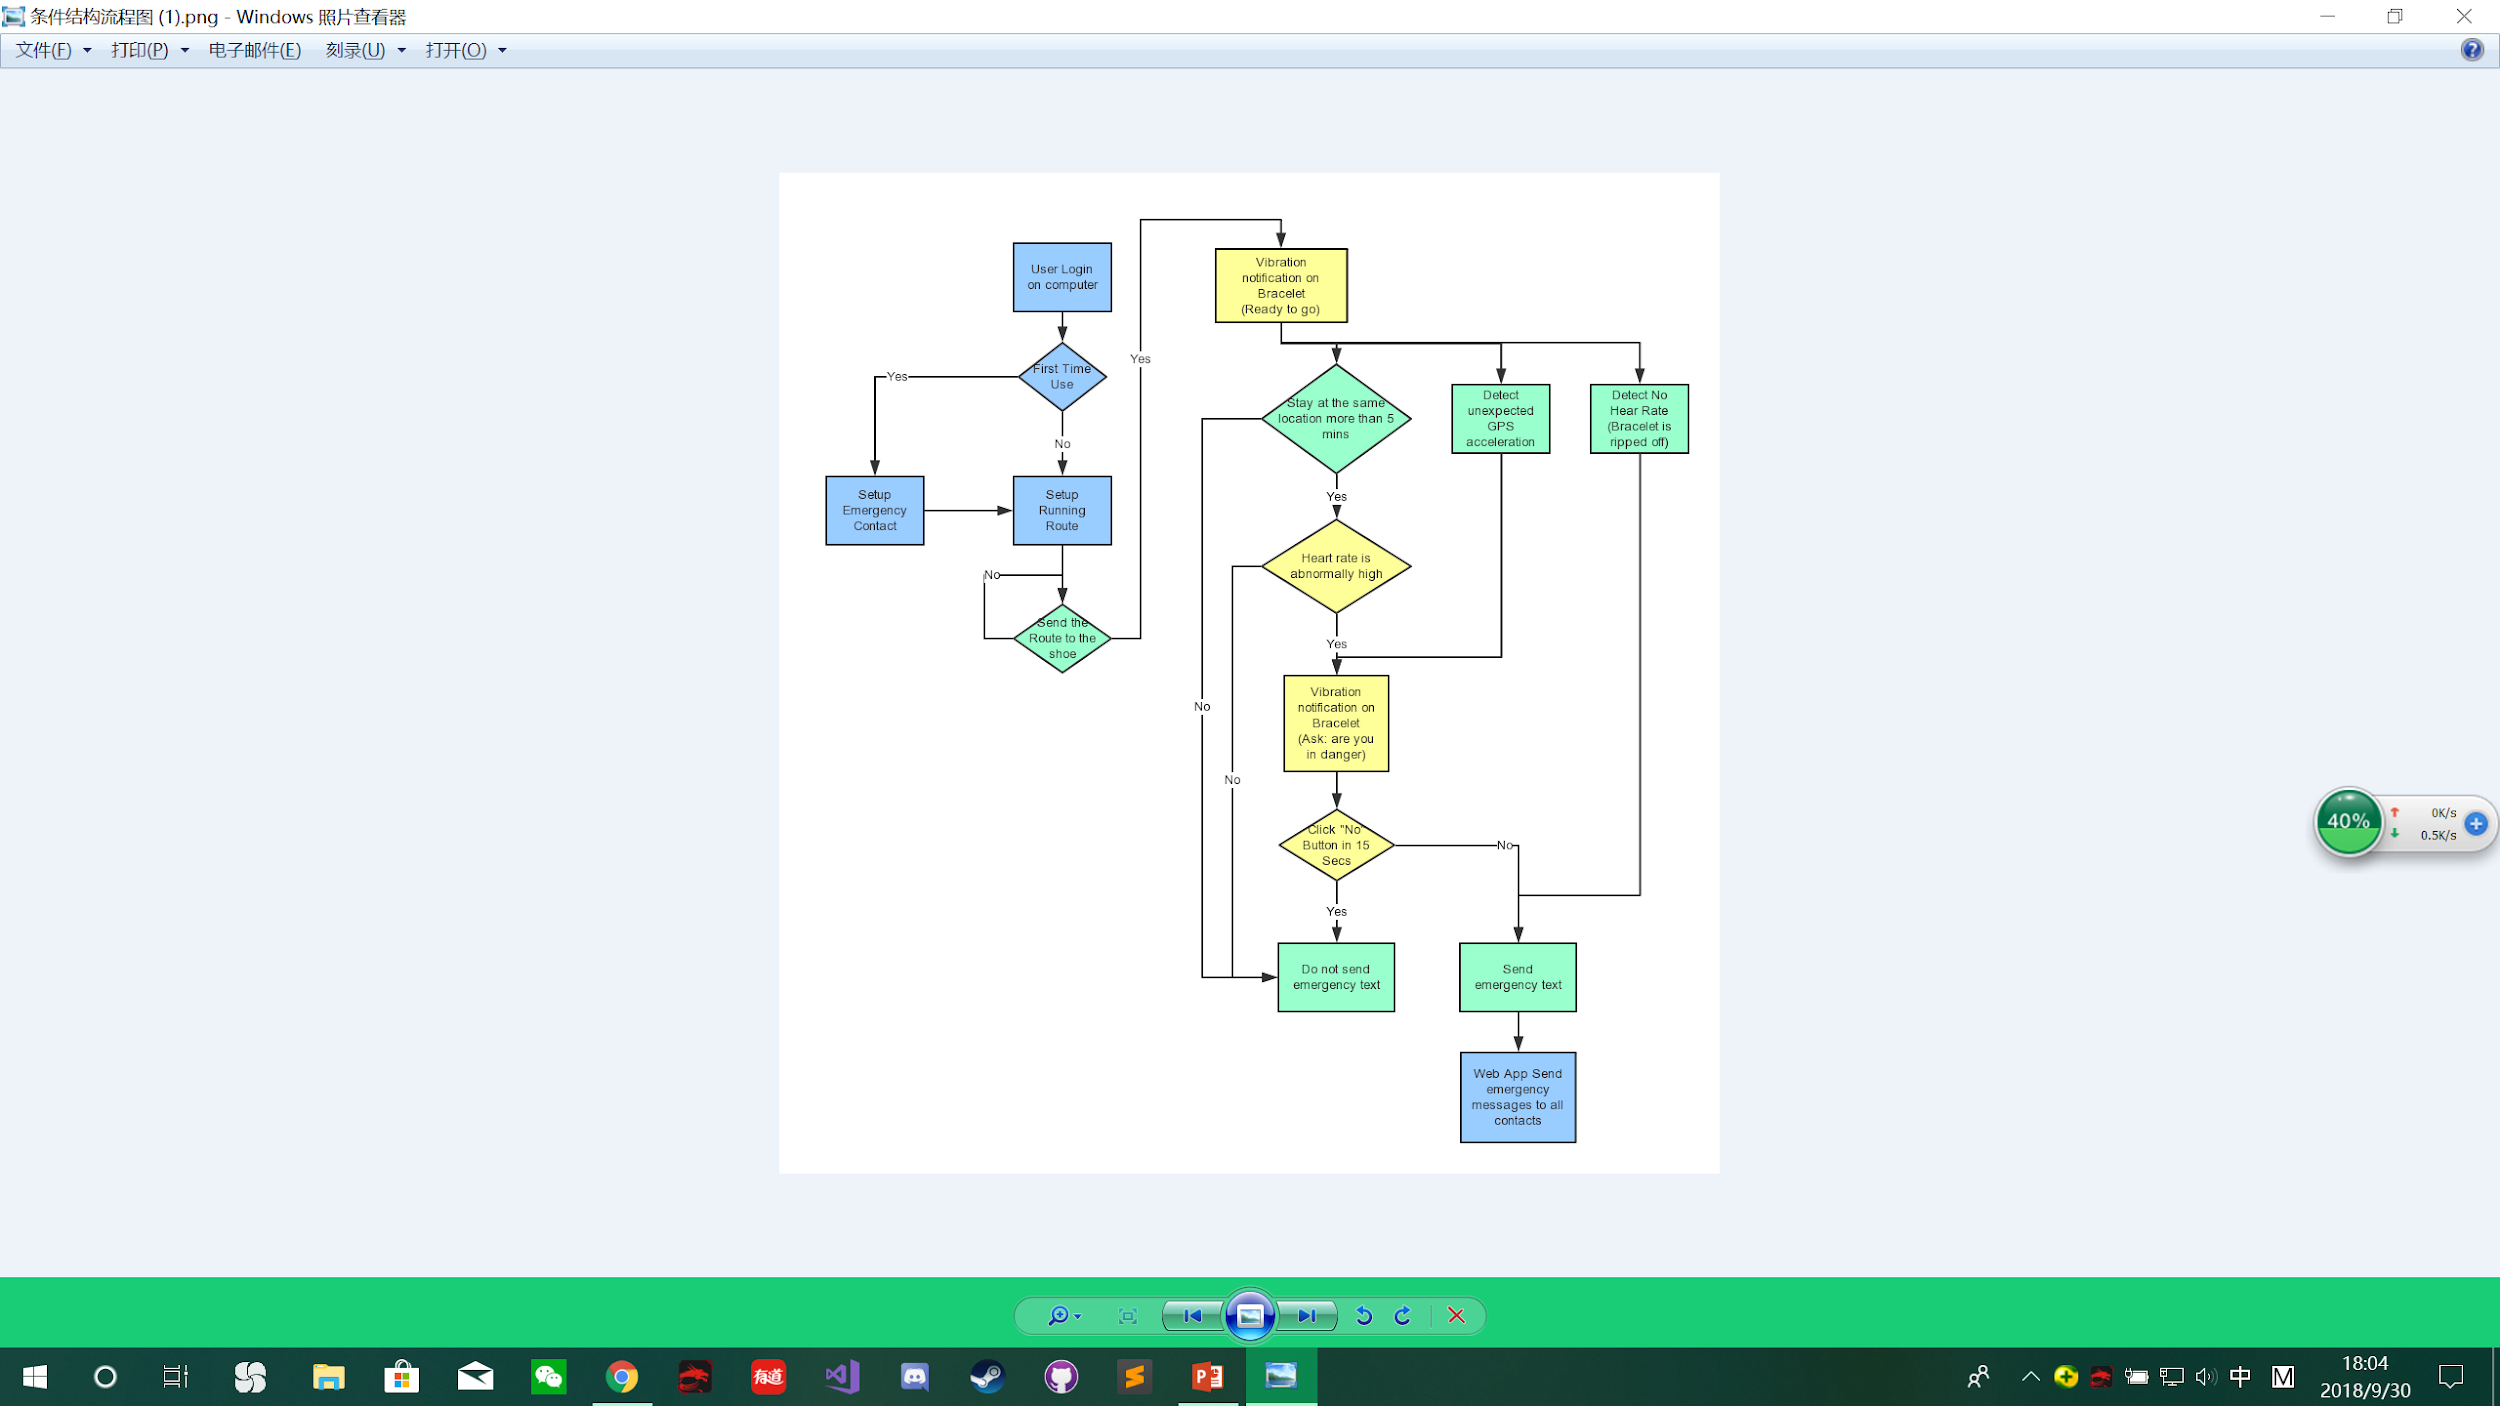 条件结构流程图 (1).png - Windows 照片查看器
文件(F) 打印(P) 电子邮件(E) 刻录(U) 打开(O)
User Login
on computer
First Time
Use
Yes
No
Setup
Emergency
Contact
Setup
Running
Route
No
Send the
Route to the
shoe
Yes
Vibration
notification on
Bracelet
(Ready to go)
Stay at the same
location more than 5
mins
Detect
unexpected
GPS
acceleration
Detect No
Hear Rate
(Bracelet is
ripped off)
Yes
Heart rate is
abnormally high
Yes
No
No
Vibration
notification on
Bracelet
(Ask: are you
in danger)
Click "No"
Button in 15
Secs
No
Yes
Do not send
emergency text
Send
emergency text
Web App Send
emergency
messages to all
contacts
40%
0K/s
0.5K/s
有道
中
M
18:04
2018/9/30